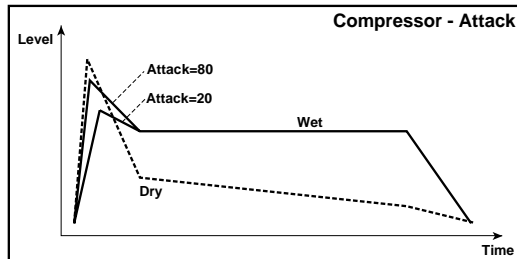 Compressor - Attack
Level
Attack=80
Attack=20
Wet
Dry
Time